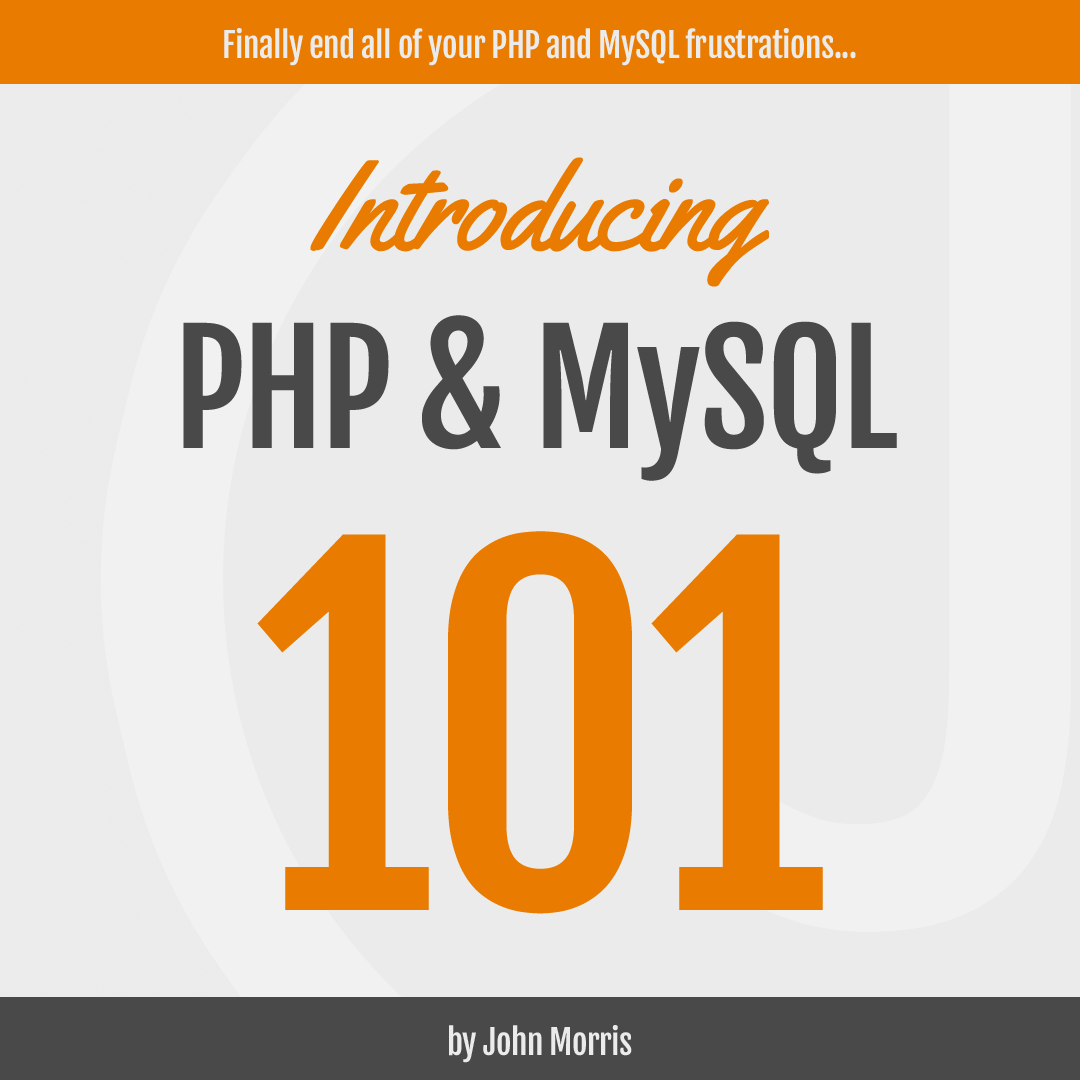 Finally end all of your PHP and MySQL frustrations...
Introducing
PHP & MySQL
101
by John Morris